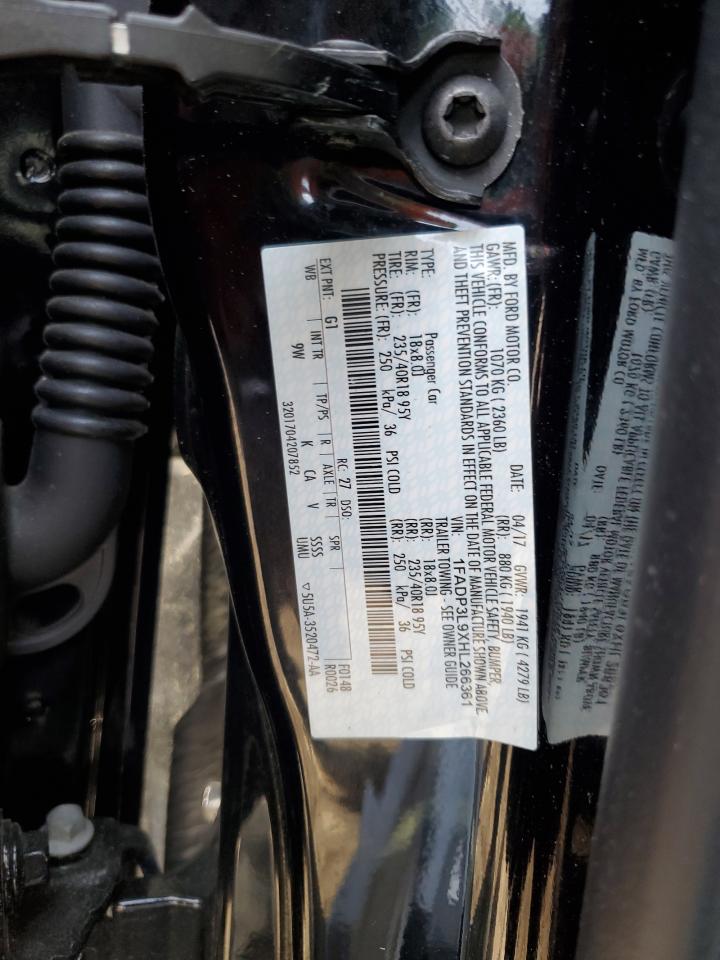 MFD. BY FORD MOTOR CO.
DATE: 04/17 GVWR: 1941 KG ( 4279 LB)
GAWR: (FR): 1070 KG ( 2360 LB) (RR): 880 KG ( 1940 LB)
THIS VEHICLE CONFORMS TO ALL APPLICABLE FEDERAL MOTOR VEHICLE SAFETY, BUMPER,
AND THEFT PREVENTION STANDARDS IN EFFECT ON THE DATE OF MANUFACTURE SHOWN ABOVE
VIN: 1FADP3L9XHL266361
TYPE: Passenger Car TRAILER TOWING - SEE OWNER GUIDE
RIM: (FR): 18x8.0J (RR): 18x8.0J
TIRE: (FR): 235/40R18 95Y (RR): 235/40R18 95Y
PRESSURE: (FR): 250 kPa/ 36 PSI COLD (RR): 250 kPa/ 36 PSI COLD
F0148
R0026
RC: 27 DSO:
EXT PNT: G1
WB | INT TR | TP/PS | R | AXLE | TR | SPR
9W K CA V SSSS
3201704207852 UMU ▽5U5A-3520472-AA